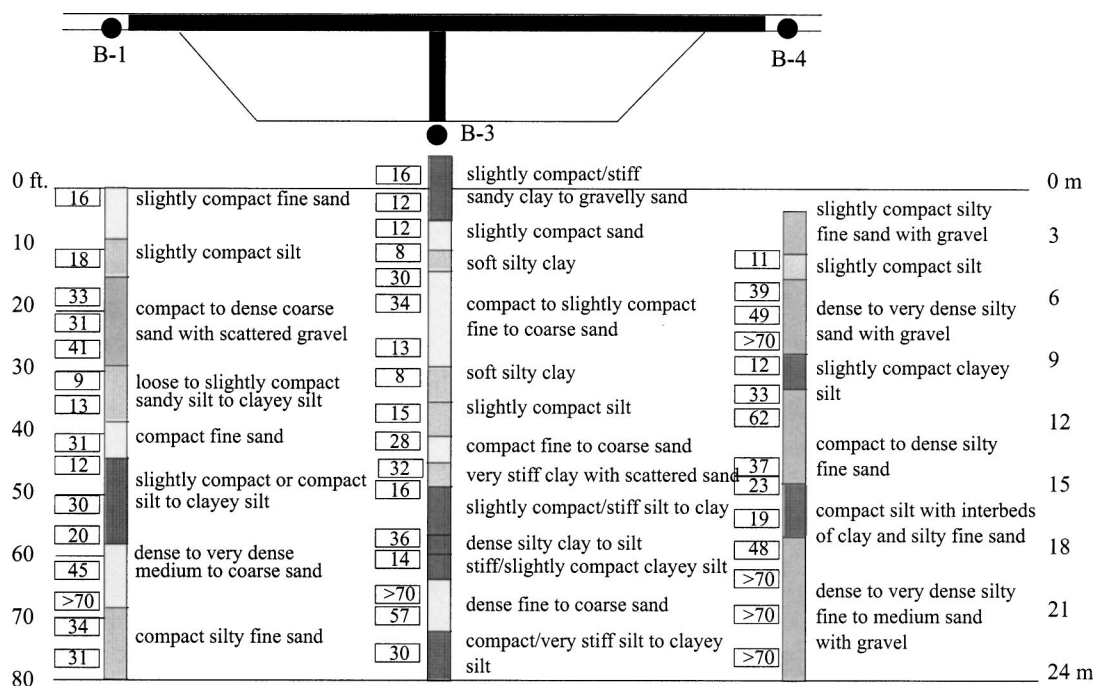 B-1
B-4
B-3
0 ft.
10
20
30
40
50
60
70
80
16
slightly compact fine sand
18
slightly compact silt
33
31
41
compact to dense coarse
sand with scattered gravel
9
13
loose to slightly compact
sandy silt to clayey silt
31
compact fine sand
12
30
20
slightly compact or compact
silt to clayey silt
45
>70
dense to very dense
medium to coarse sand
34
31
compact silty fine sand
16
12
slightly compact/stiff
sandy clay to gravelly sand
12
slightly compact sand
8
soft silty clay
30
34
13
compact to slightly compact
fine to coarse sand
8
soft silty clay
15
slightly compact silt
28
compact fine to coarse sand
32
very stiff clay with scattered sand
16
slightly compact/stiff silt to clay
36
dense silty clay to silt
14
stiff/slightly compact clayey silt
>70
57
dense fine to coarse sand
30
compact/very stiff silt to clayey
silt
slightly compact silty
fine sand with gravel
11
slightly compact silt
39
49
>70
dense to very dense silty
sand with gravel
12
slightly compact clayey
silt
33
62
37
compact to dense silty
fine sand
23
19
compact silt with interbeds
of clay and silty fine sand
48
>70
>70
>70
dense to very dense silty
fine to medium sand
with gravel
0 m
3
6
9
12
15
18
21
24 m